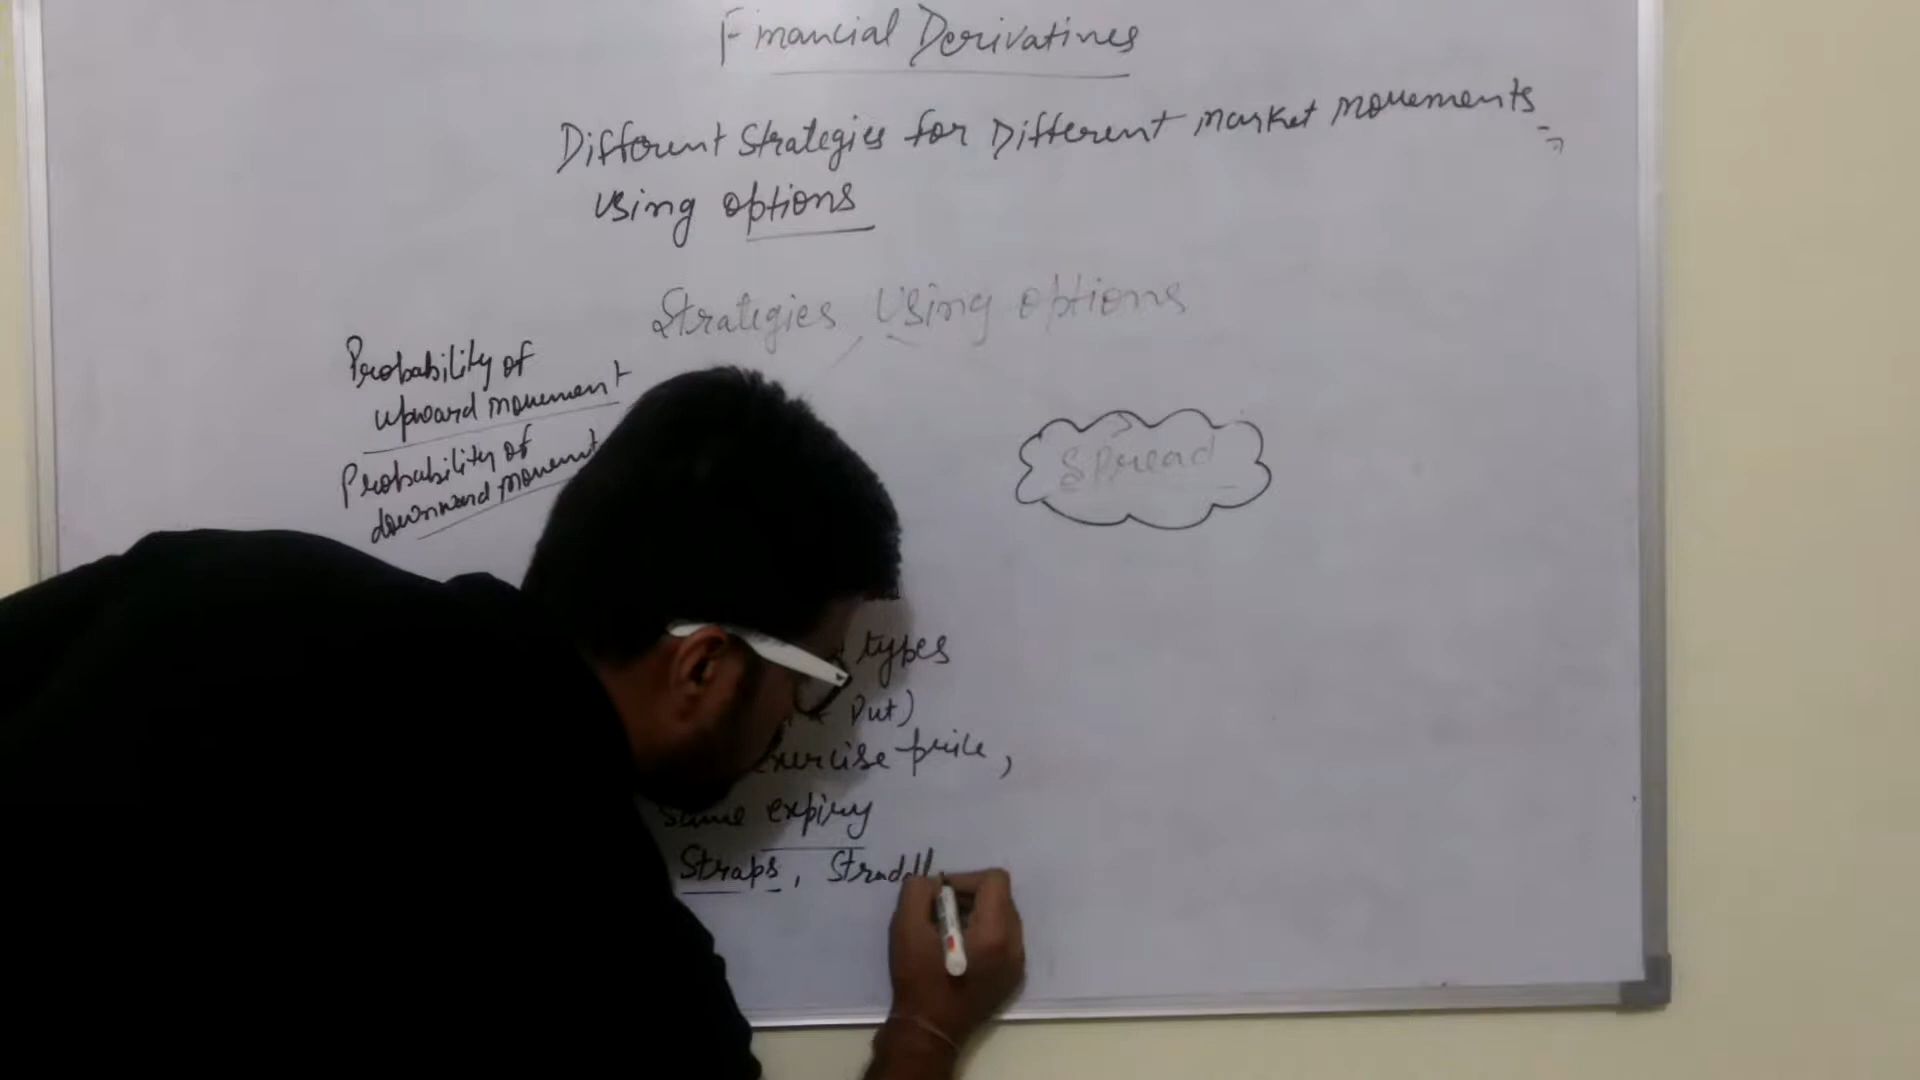 Financial Derivatives
Different Strategies for Different market movements
using options
Strategies Using options
Probability of
upward movement
Probability of
downward movement
Spread
types
Put)
exercise price,
same expiry
Straps, Straddl